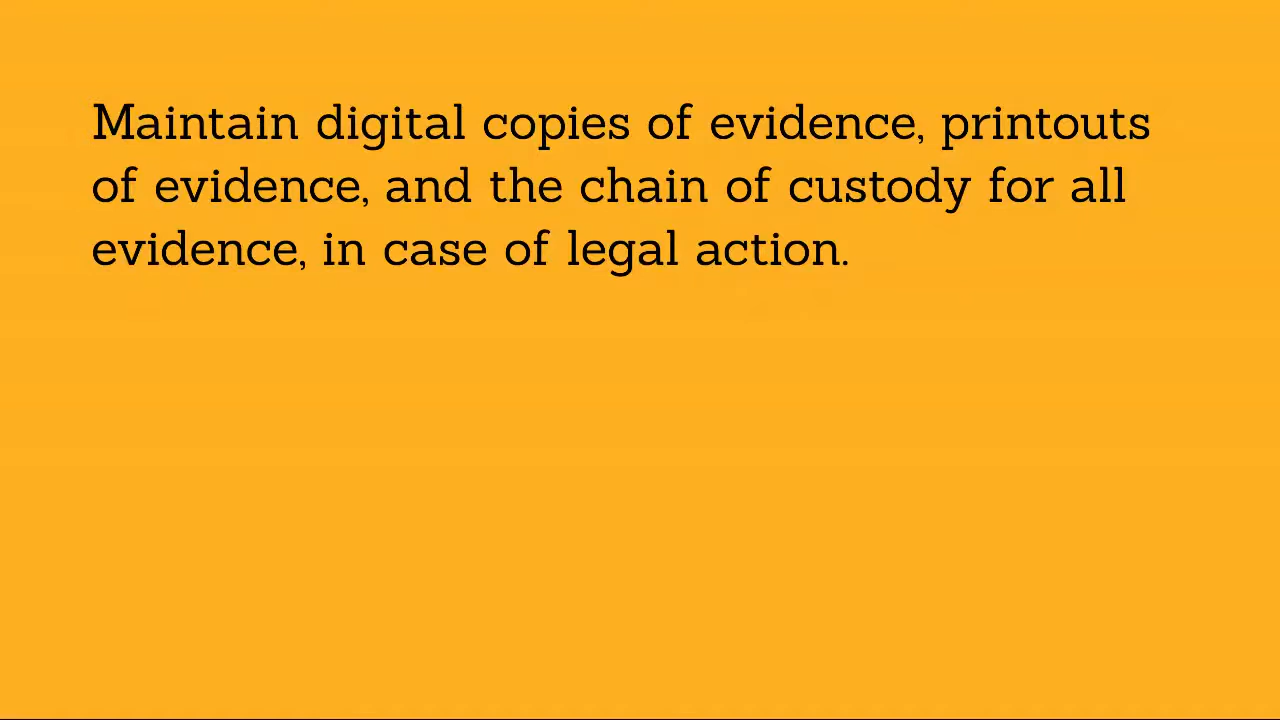 Maintain digital copies of evidence, printouts
of evidence, and the chain of custody for all
evidence, in case of legal action.